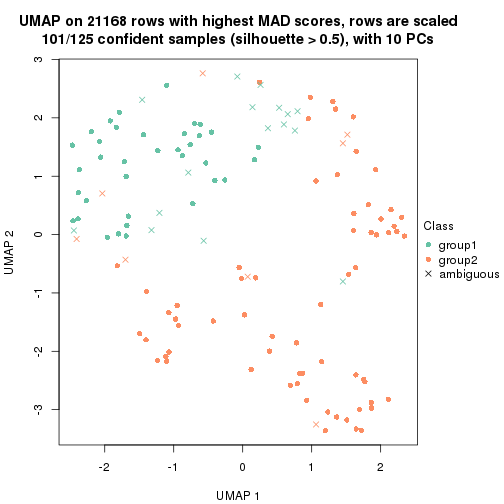 UMAP on 21168 rows with highest MAD scores, rows are scaled
101/125 confident samples (silhouette > 0.5), with 10 PCs
3
2
1
0
-1
-2
-3
UMAP 2
-2
-1
0
1
2
UMAP 1
Class
group1
group2
ambiguous